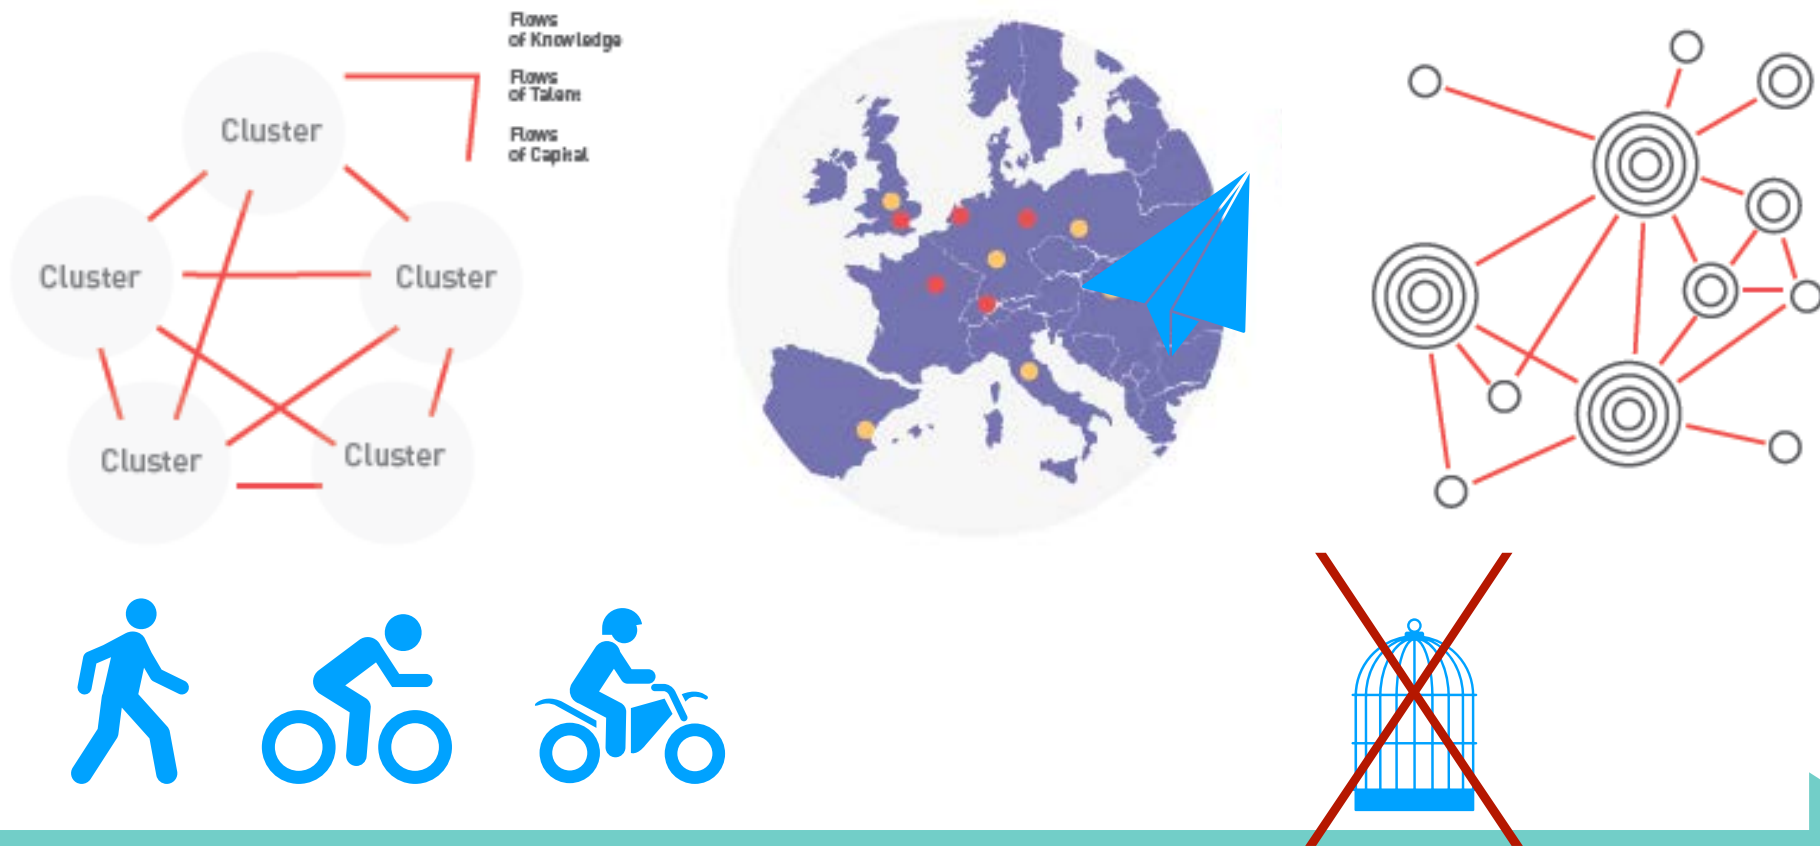 Flows
of Knowledge
Flows
of Talent
Flows
of Capital
Cluster
Cluster
Cluster
Cluster
Cluster